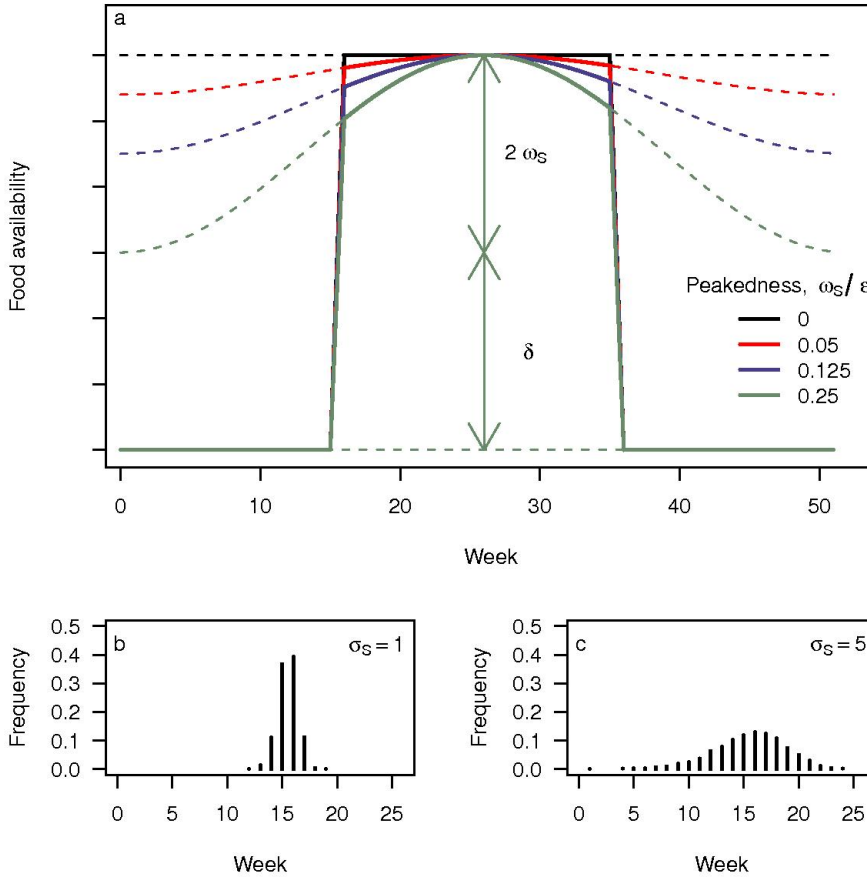 a
Food availability
2 ωS
δ
Peakedness, ωS/ ε
0
0.05
0.125
0.25
0 10 20 30 40 50
Week
b
σS = 1
Frequency
0.5
0.4
0.3
0.2
0.1
0.0
0 5 10 15 20 25
Week
c
σS = 5
Frequency
0.5
0.4
0.3
0.2
0.1
0.0
0 5 10 15 20 25
Week